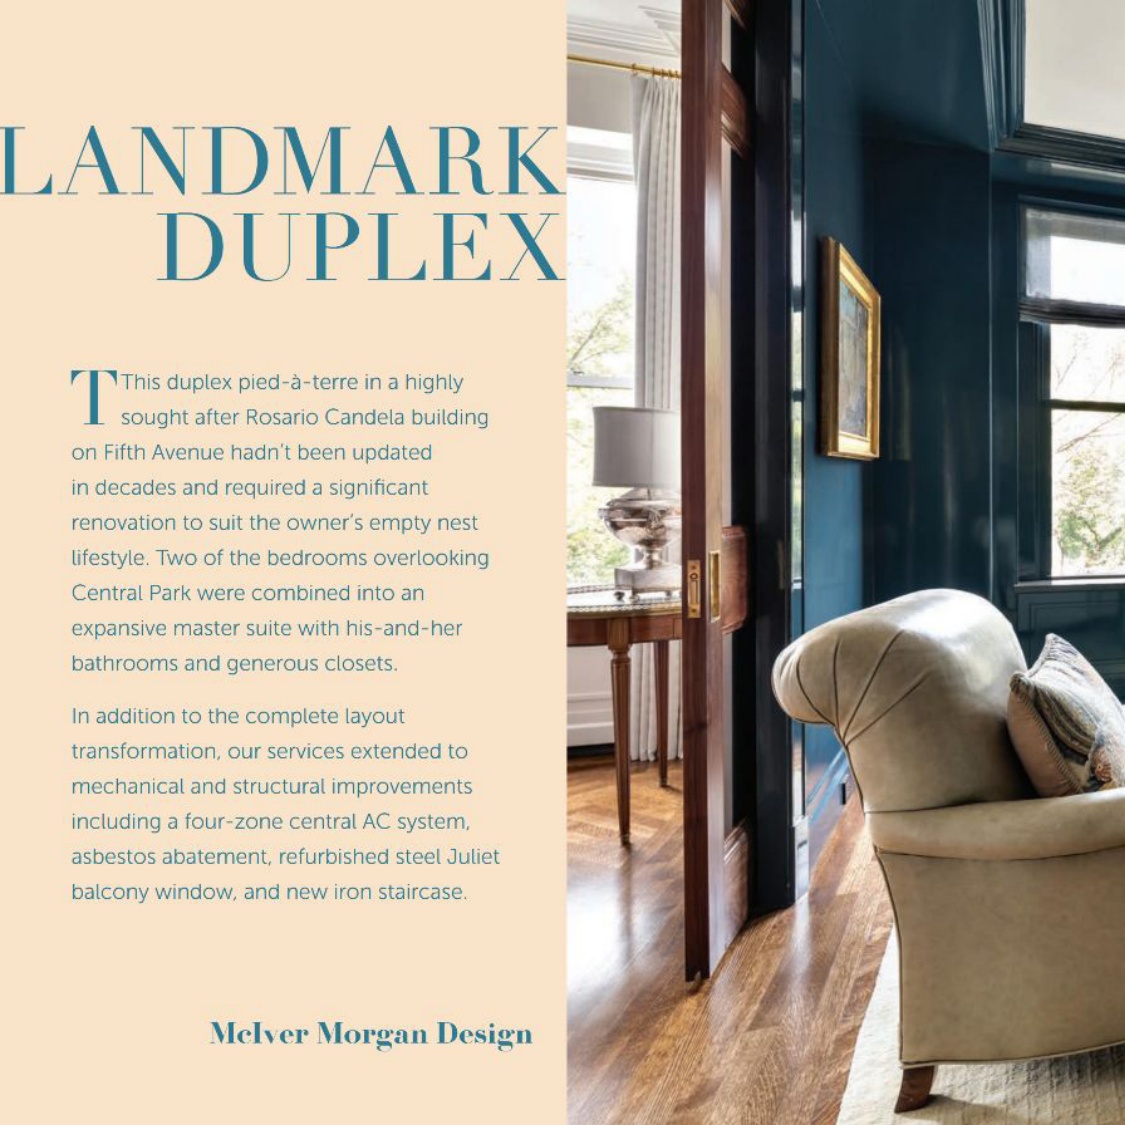 LANDMARK
DUPLEX
T This duplex pied-à-terre in a highly
sought after Rosario Candela building
on Fifth Avenue hadn't been updated
in decades and required a significant
renovation to suit the owner's empty nest
lifestyle. Two of the bedrooms overlooking
Central Park were combined into an
expansive master suite with his-and-her
bathrooms and generous closets.
In addition to the complete layout
transformation, our services extended to
mechanical and structural improvements
including a four-zone central AC system,
asbestos abatement, refurbished steel Juliet
balcony window, and new iron staircase.
McIver Morgan Design